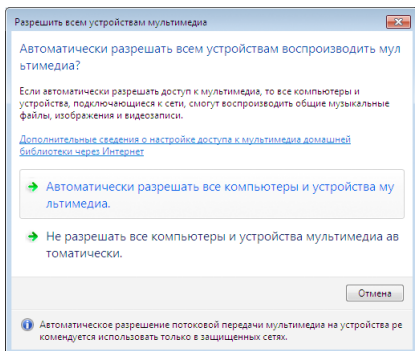 Разрешить всем устройствам мультимедиа
Автоматически разрешать всем устройствам воспроизводить мул
ьтимедиа?
Если автоматически разрешать доступ к мультимедиа, то все компьютеры и
устройства, подключающиеся к сети, смогут воспроизводить общие музыкальные
файлы, изображения и видеозаписи.
Дополнительные сведения о настройке доступа к мультимедиа домашней
библиотеки через Интернет
Автоматически разрешать все компьютеры и устройства му
льтимедиа.
Не разрешать все компьютеры и устройства мультимедиа ав
томатически.
Отмена
Автоматическое разрешение потоковой передачи мультимедиа на устройства ре
комендуется использовать только в защищенных сетях.